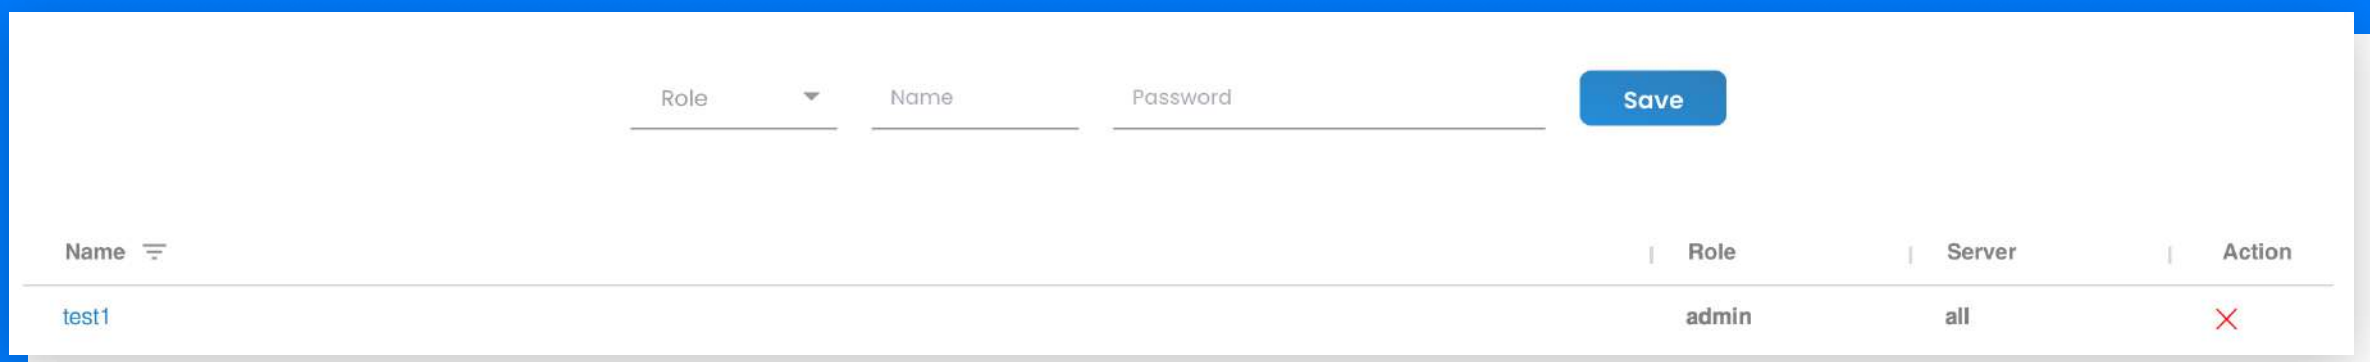 Role Name Password Save
Name Role Server Action
test1 admin all